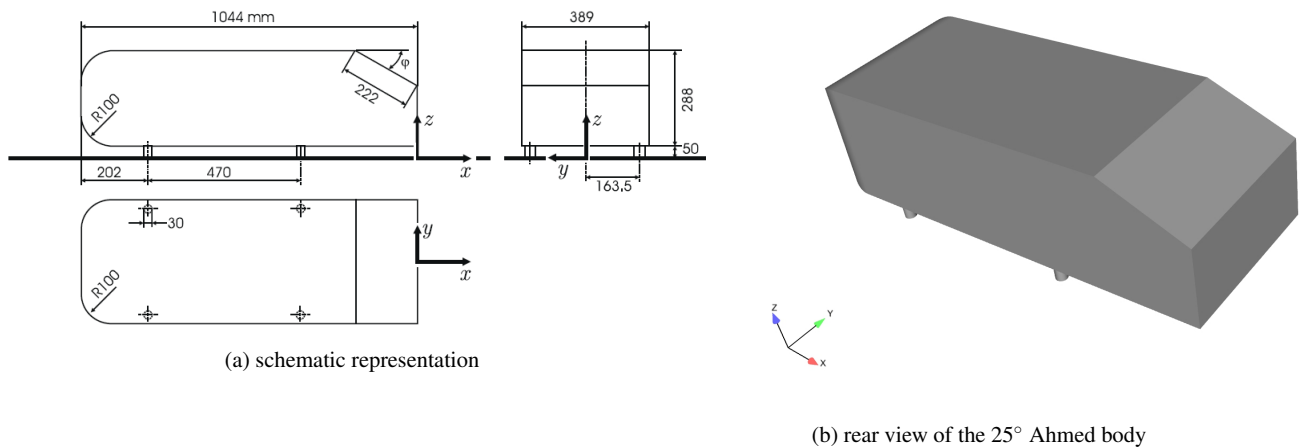 1044 mm
389
φ
222
R100
z
z
288
50
x
y
202
470
163,5
30
y
R100
x
Z
Y
X
(a) schematic representation
(b) rear view of the 25° Ahmed body